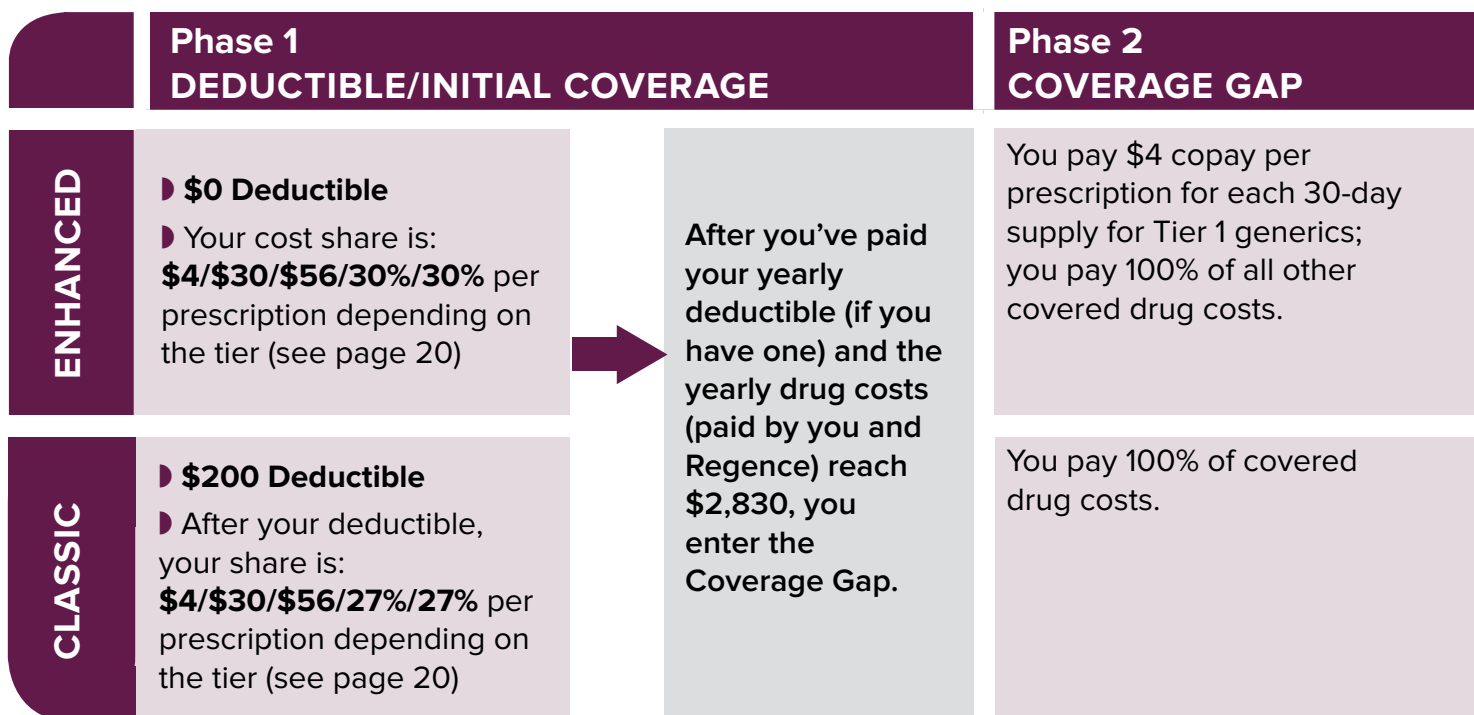 Phase 1
DEDUCTIBLE/INITIAL COVERAGE
Phase 2
COVERAGE GAP
ENHANCED
◗ $0 Deductible
◗ Your cost share is:
$4/$30/$56/30%/30% per
prescription depending on
the tier (see page 20)
After you’ve paid
your yearly
deductible (if you
have one) and the
yearly drug costs
(paid by you and
Regence) reach
$2,830, you
enter the
Coverage Gap.
You pay $4 copay per
prescription for each 30-day
supply for Tier 1 generics;
you pay 100% of all other
covered drug costs.
CLASSIC
◗ $200 Deductible
◗ After your deductible,
your share is:
$4/$30/$56/27%/27% per
prescription depending on
the tier (see page 20)
You pay 100% of covered
drug costs.